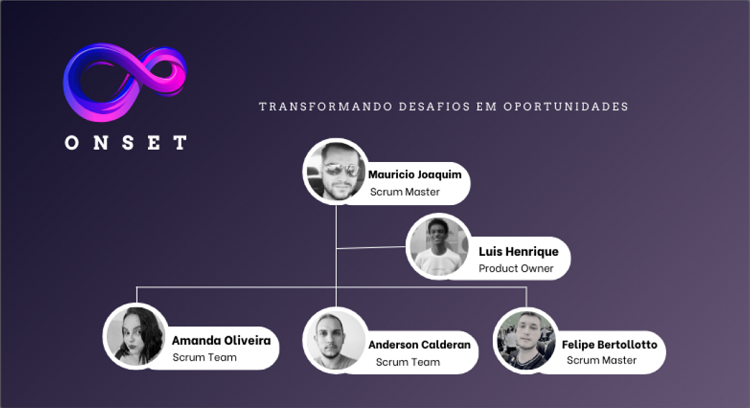 TRANSFORMANDO DESAFIOS EM OPORTUNIDADES
ONSET
Mauricio Joaquim
Scrum Master
Luis Henrique
Product Owner
Amanda Oliveira
Scrum Team
Anderson Calderan
Scrum Team
Felipe Bertollotto
Scrum Master